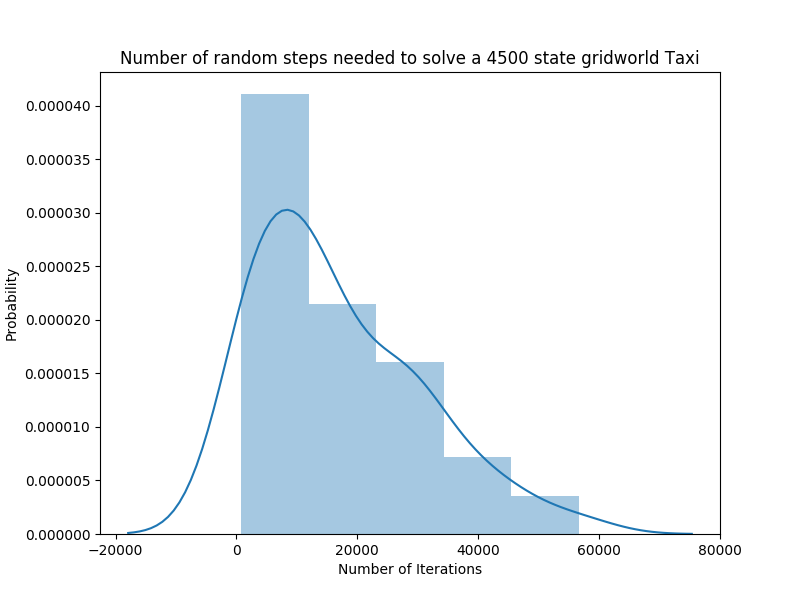 Number of random steps needed to solve a 4500 state gridworld Taxi
0.000040
0.000035
0.000030
0.000025
0.000020
0.000015
0.000010
0.000005
0.000000
Probability
−20000 0 20000 40000 60000 80000
Number of Iterations